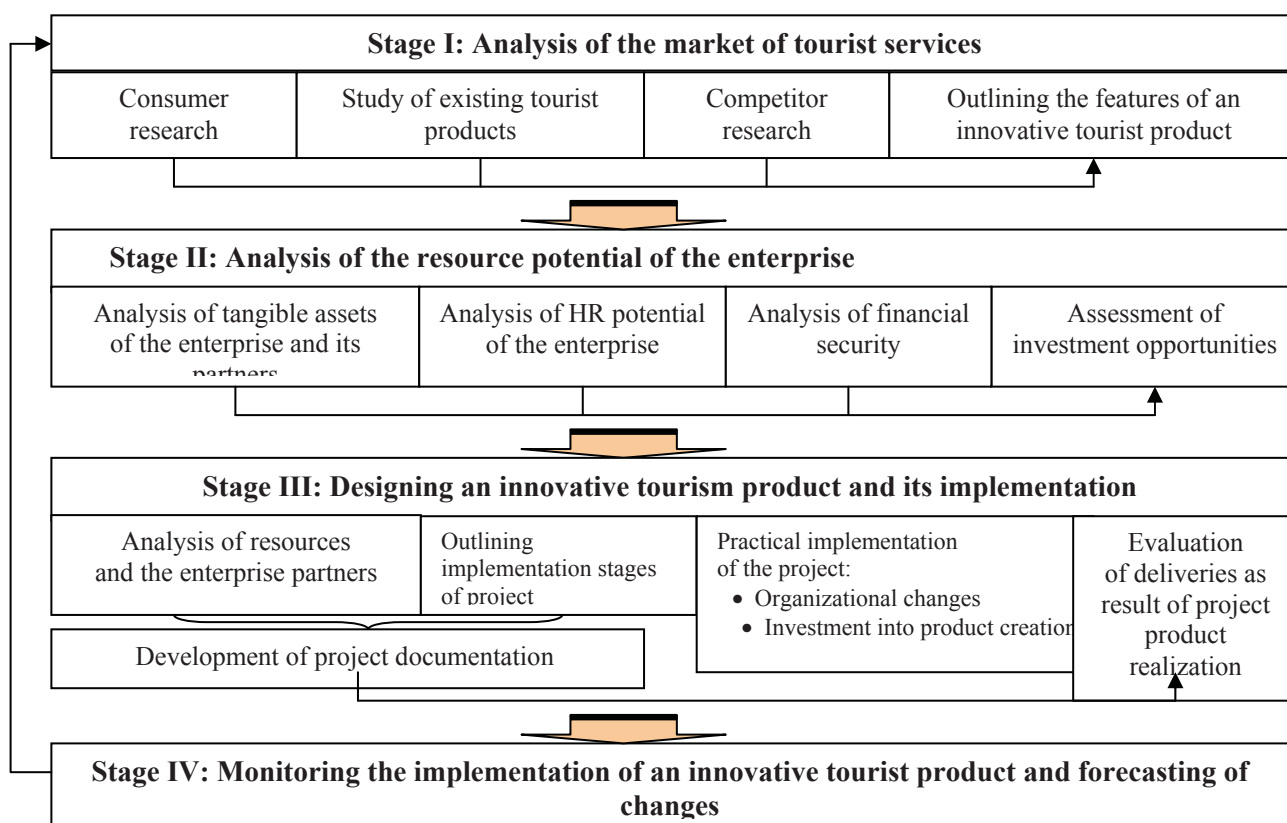 Stage I: Analysis of the market of tourist services
Consumer
research
Study of existing tourist
products
Competitor
research
Outlining the features of an
innovative tourist product
Stage II: Analysis of the resource potential of the enterprise
Analysis of tangible assets
of the enterprise and its
partners
Analysis of HR potential
of the enterprise
Analysis of financial
security
Assessment of
investment opportunities
Stage III: Designing an innovative tourism product and its implementation
Analysis of resources
and the enterprise partners
Outlining
implementation stages
of project
Practical implementation
of the project:
• Organizational changes
• Investment into product creation
Evaluation
of deliveries as
result of project
product
realization
Development of project documentation
Stage IV: Monitoring the implementation of an innovative tourist product and forecasting of
changes